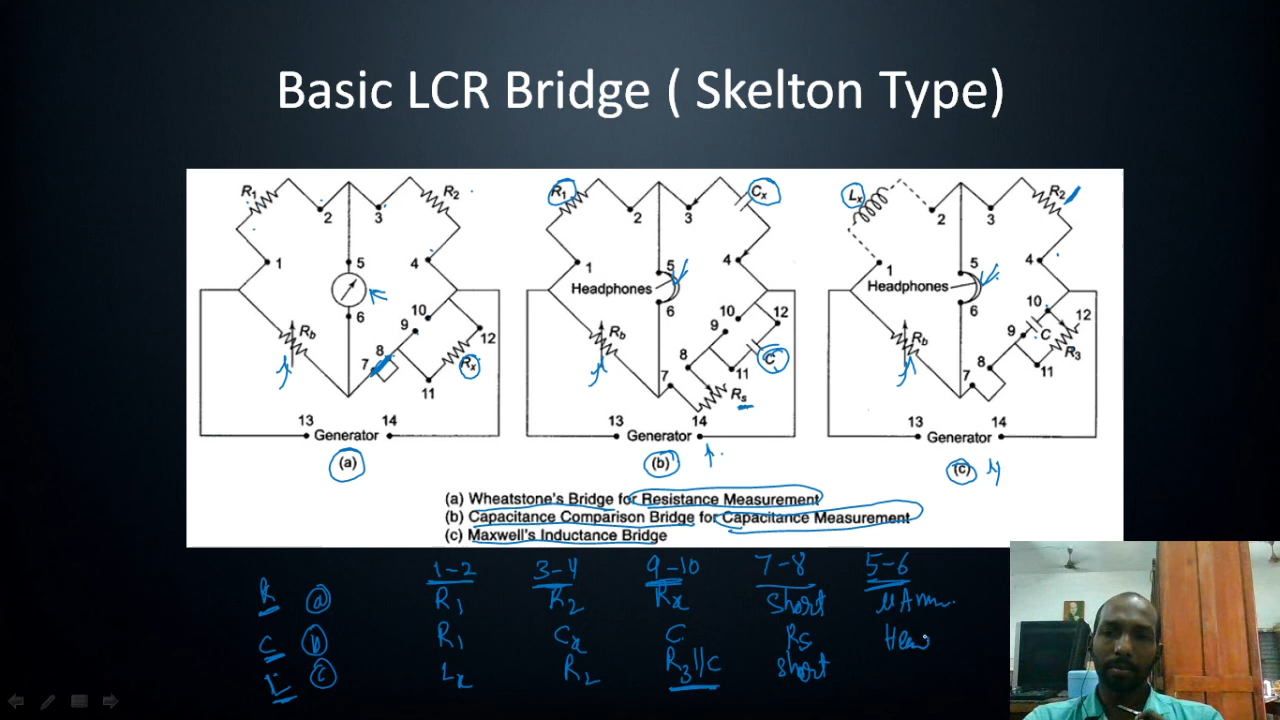 Basic LCR Bridge ( Skelton Type)
R1 2 3 R2
1 5 4
6 Rb
7 8 9 10 12
Rx 11
13 14
Generator
(a)
R1 2 3 Cx
1 5 4
Headphones
6 Rb
7 8 9 10 12
C 11
Rs
13 14
Generator
(b)
Lx 2 3 R2
1 5 4
Headphones
6 Rb
7 8 9 10 12
C R3 11
13 14
Generator
(c)
(a) Wheatstone's Bridge for Resistance Measurement
(b) Capacitance Comparison Bridge for Capacitance Measurement
(c) Maxwell's Inductance Bridge
1-2 3-4 9-10 7-8 5-6
R (a) R1 R2 Rx Short
C (b) R1 Cx C Rs Hea
L (c) Lx R2 R3||C short